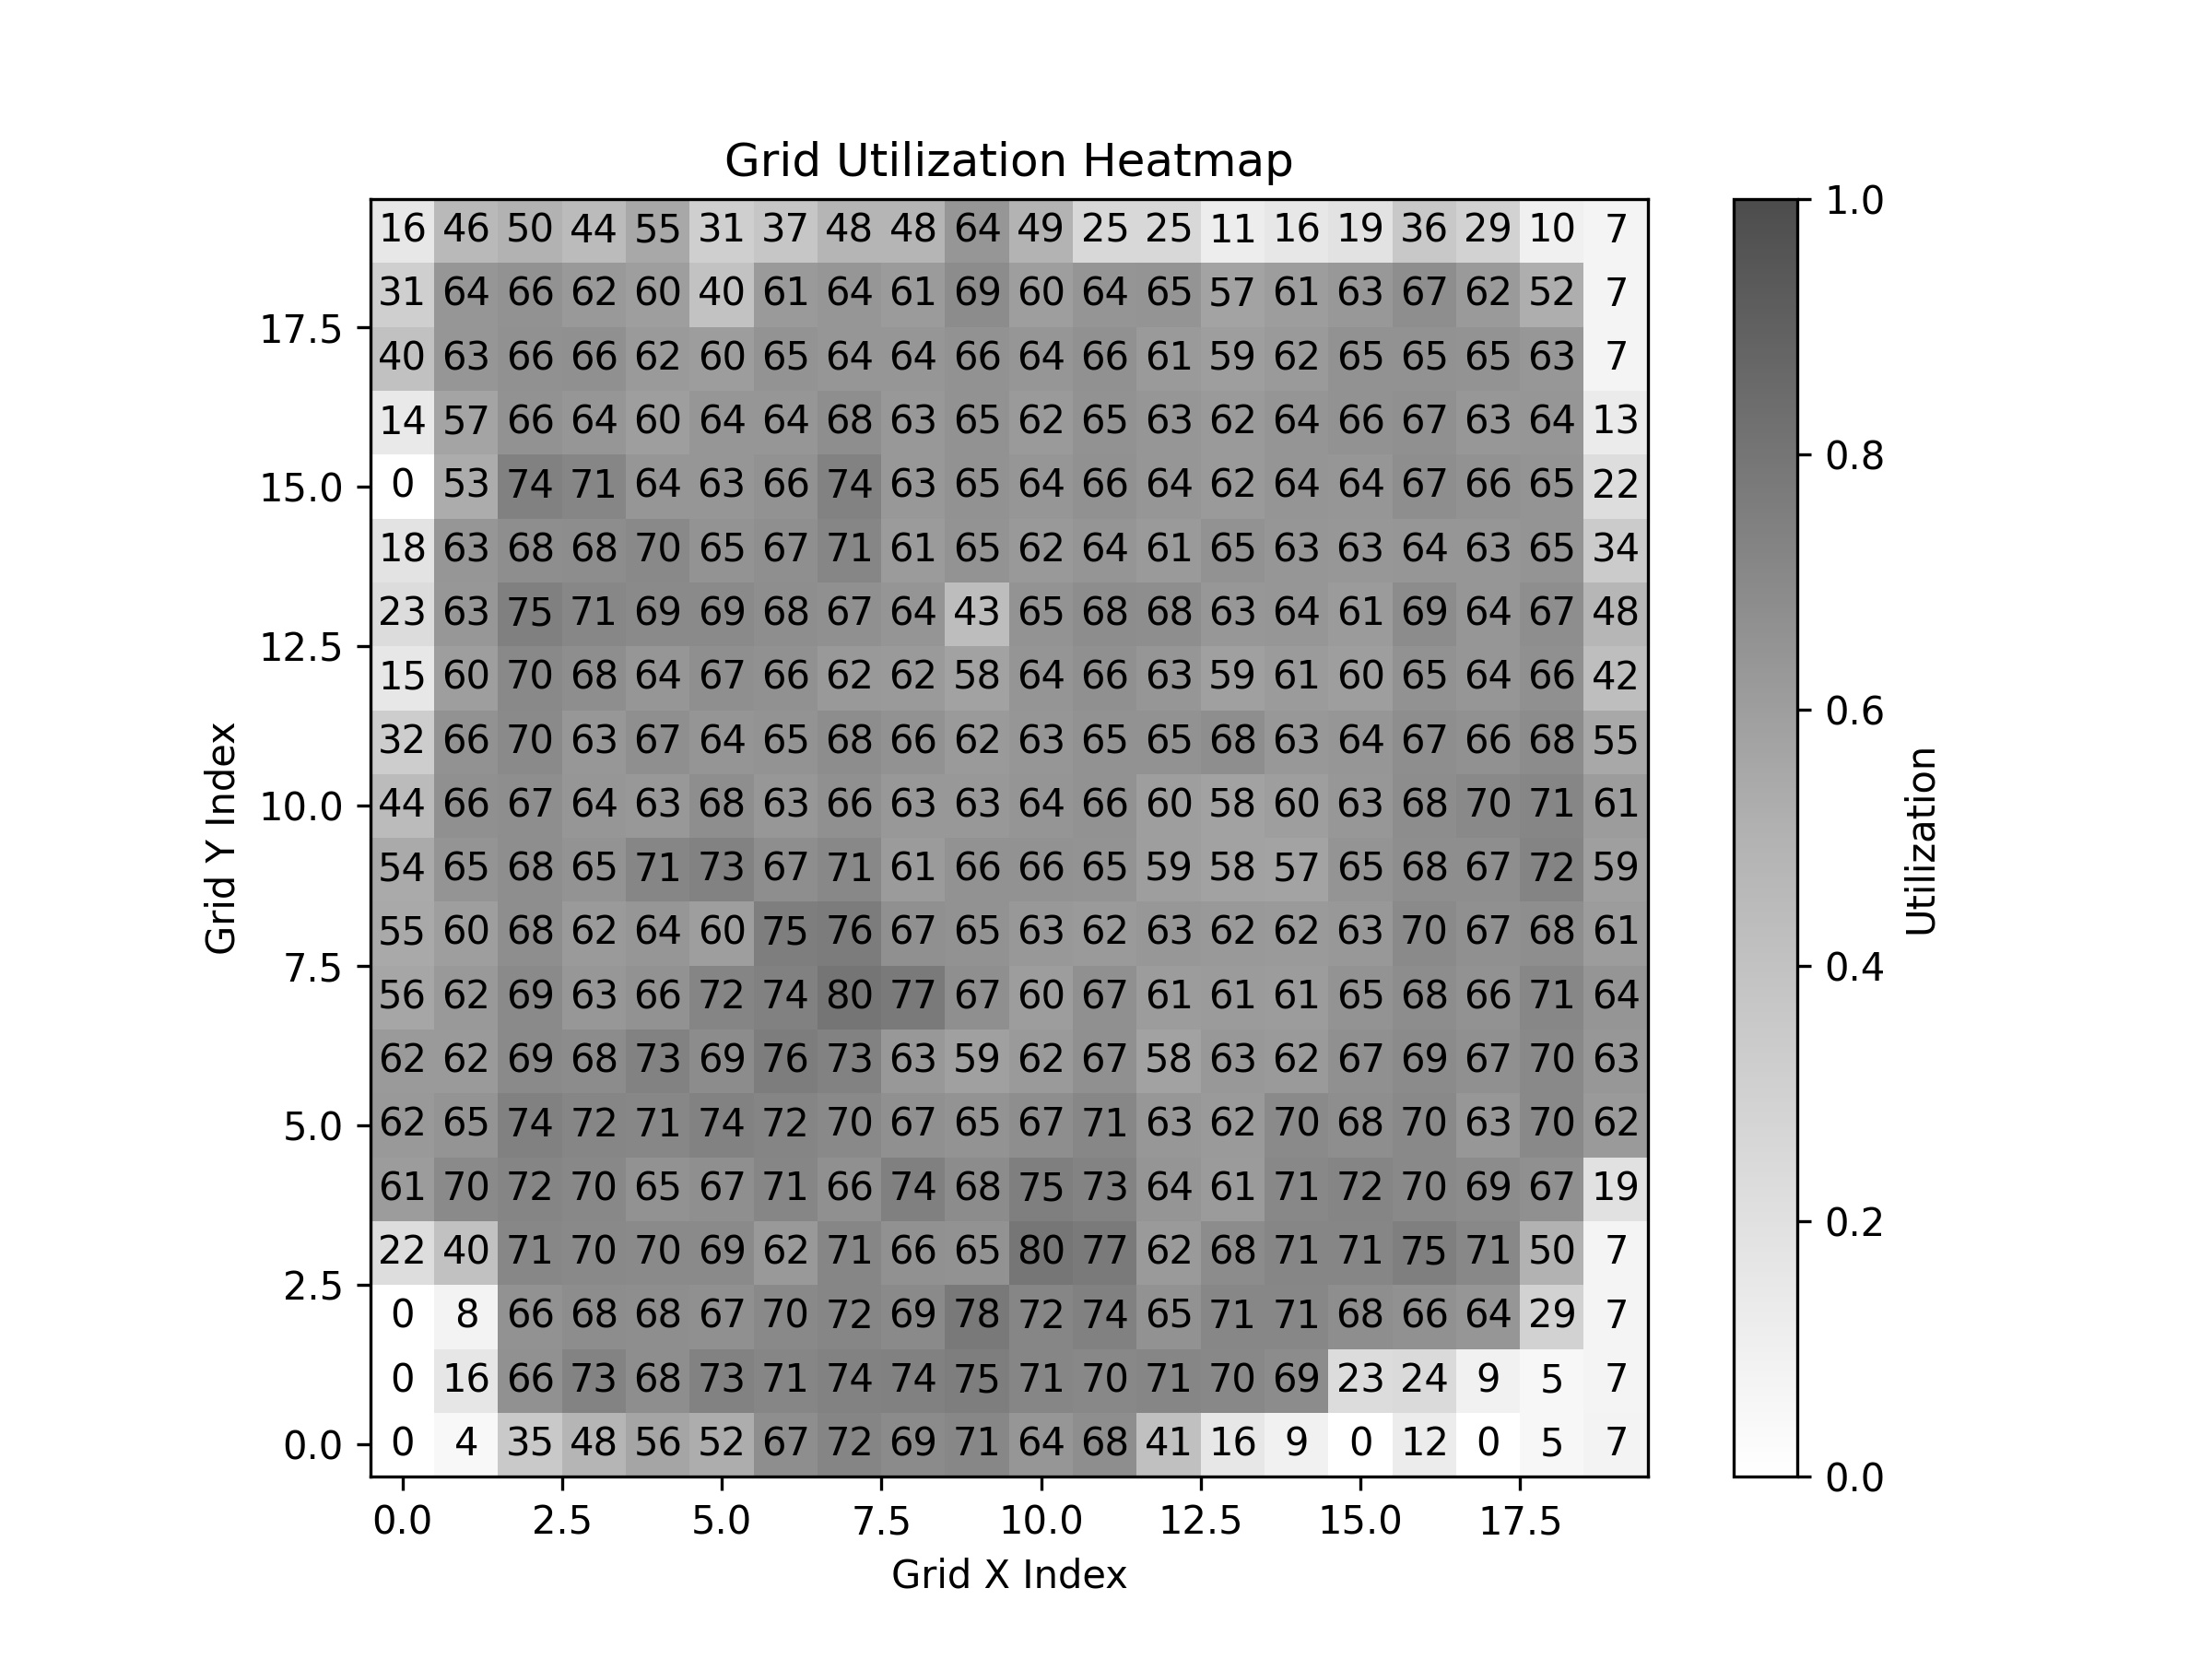 Grid Utilization Heatmap
16 46 50 44 55 31 37 48 48 64 49 25 25 11 16 19 36 29 10 7
31 64 66 62 60 40 61 64 61 69 60 64 65 57 61 63 67 62 52 7
40 63 66 66 62 60 65 64 64 66 64 66 61 59 62 65 65 65 63 7
14 57 66 64 60 64 64 68 63 65 62 65 63 62 64 66 67 63 64 13
0 53 74 71 64 63 66 74 63 65 64 66 64 62 64 64 67 66 65 22
18 63 68 68 70 65 67 71 61 65 62 64 61 65 63 63 64 63 65 34
23 63 75 71 69 69 68 67 64 43 65 68 68 63 64 61 69 64 67 48
15 60 70 68 64 67 66 62 62 58 64 66 63 59 61 60 65 64 66 42
32 66 70 63 67 64 65 68 66 62 63 65 65 68 63 64 67 66 68 55
44 66 67 64 63 68 63 66 63 63 64 66 60 58 60 63 68 70 71 61
54 65 68 65 71 73 67 71 61 66 66 65 59 58 57 65 68 67 72 59
55 60 68 62 64 60 75 76 67 65 63 62 63 62 62 63 70 67 68 61
56 62 69 63 66 72 74 80 77 67 60 67 61 61 61 65 68 66 71 64
62 62 69 68 73 69 76 73 63 59 62 67 58 63 62 67 69 67 70 63
62 65 74 72 71 74 72 70 67 65 67 71 63 62 70 68 70 63 70 62
61 70 72 70 65 67 71 66 74 68 75 73 64 61 71 72 70 69 67 19
22 40 71 70 70 69 62 71 66 65 80 77 62 68 71 71 75 71 50 7
0 8 66 68 68 67 70 72 69 78 72 74 65 71 71 68 66 64 29 7
0 16 66 73 68 73 71 74 74 75 71 70 71 70 69 23 24 9 5 7
0 4 35 48 56 52 67 72 69 71 64 68 41 16 9 0 12 0 5 7
17.5
15.0
12.5
10.0
7.5
5.0
2.5
0.0
Grid Y Index
0.0 2.5 5.0 7.5 10.0 12.5 15.0 17.5
Grid X Index
1.0
0.8
0.6
0.4
0.2
0.0
Utilization